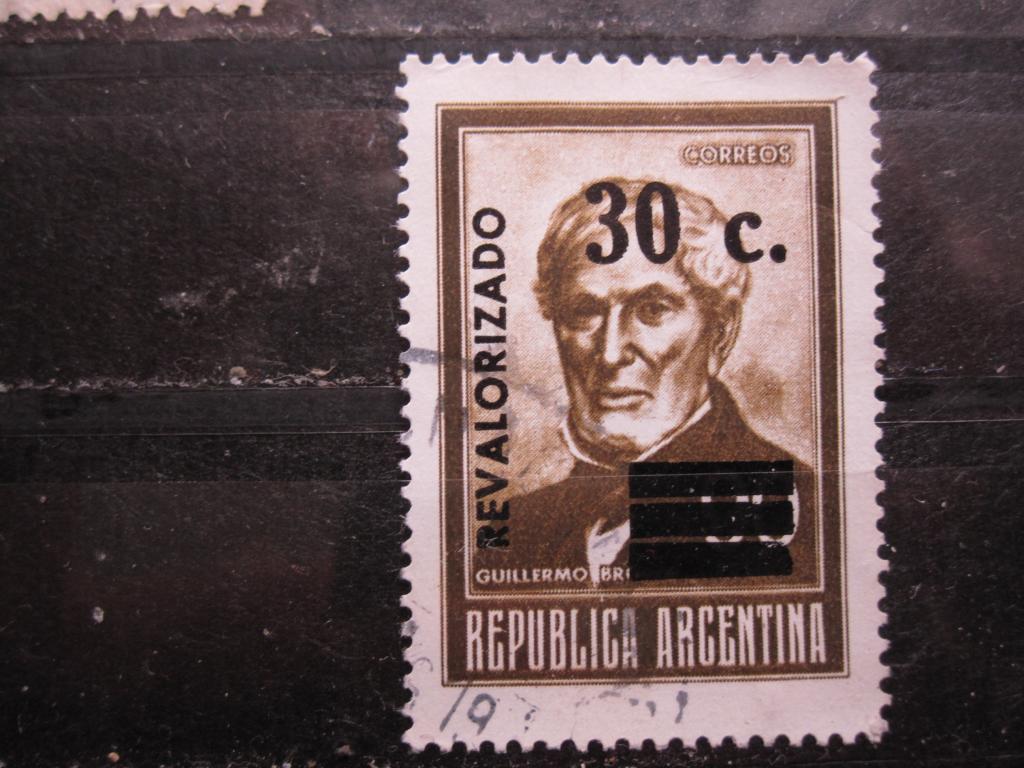 CORREOS
30 c.
REVALORIZADO
GUILLERMO
REPUBLICA ARGENTINA